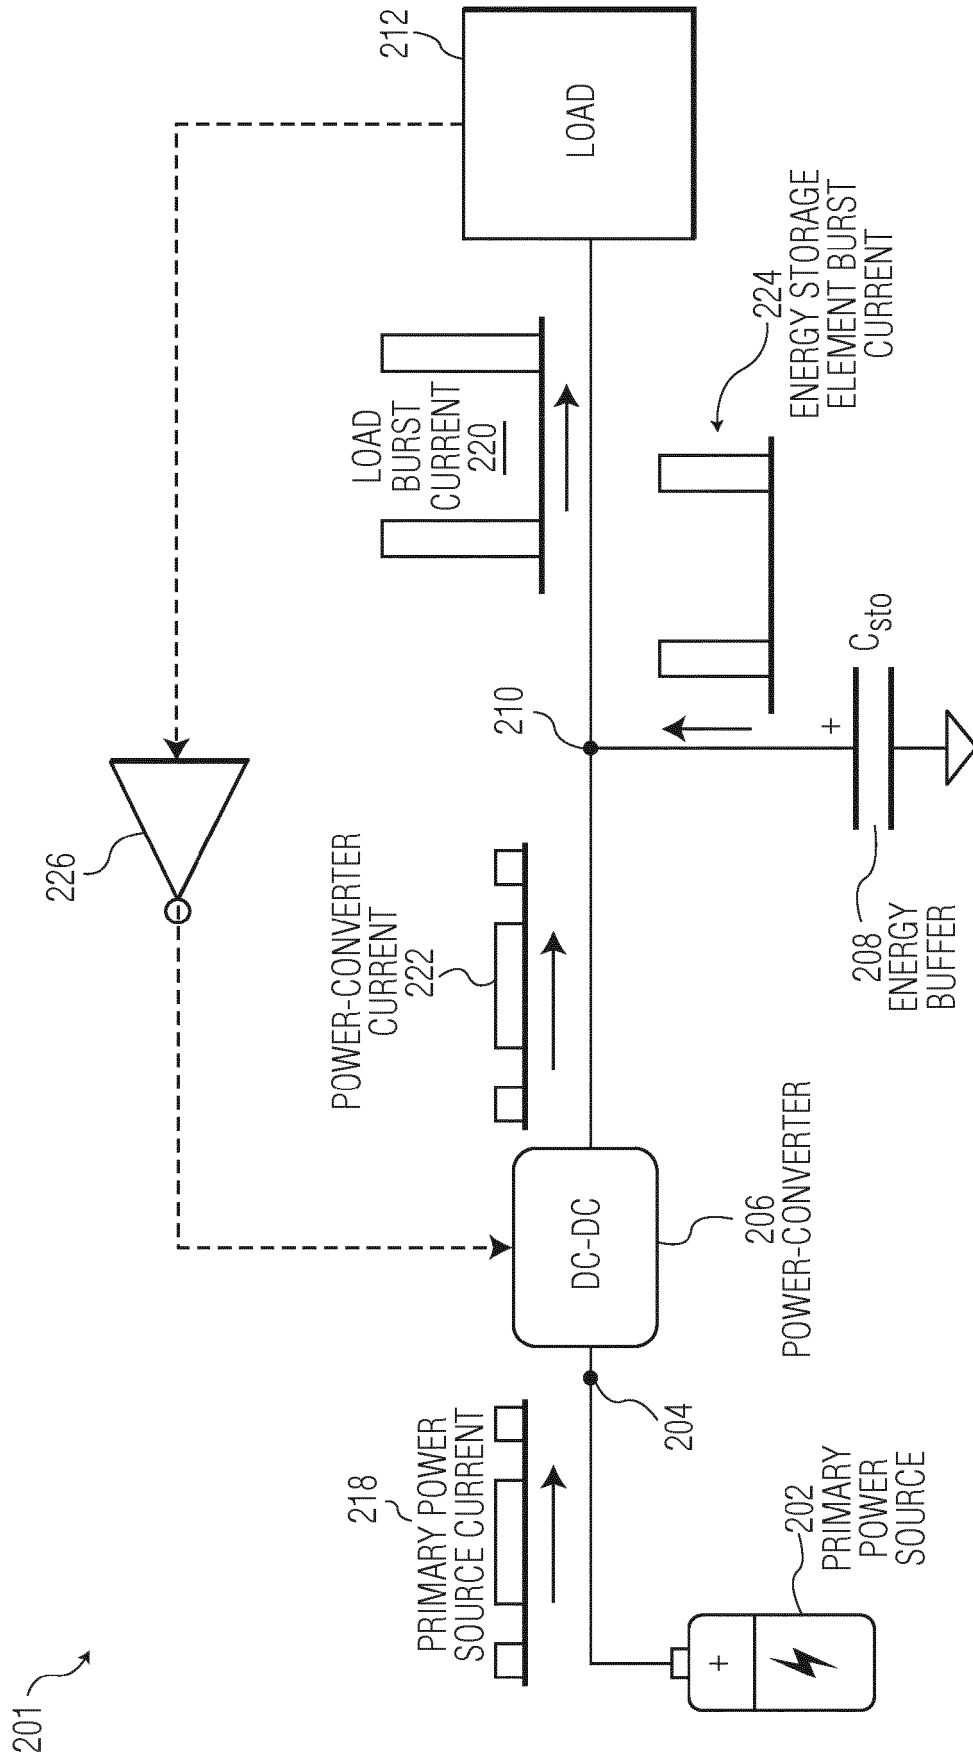 201
226
212
LOAD
LOAD
BURST
CURRENT
220
POWER-CONVERTER
CURRENT
222
218
PRIMARY POWER
SOURCE CURRENT
210
DC-DC
204
206
POWER-CONVERTER
224
ENERGY STORAGE
ELEMENT BURST
CURRENT
+
Csto
208
ENERGY
BUFFER
+
202
PRIMARY
POWER
SOURCE